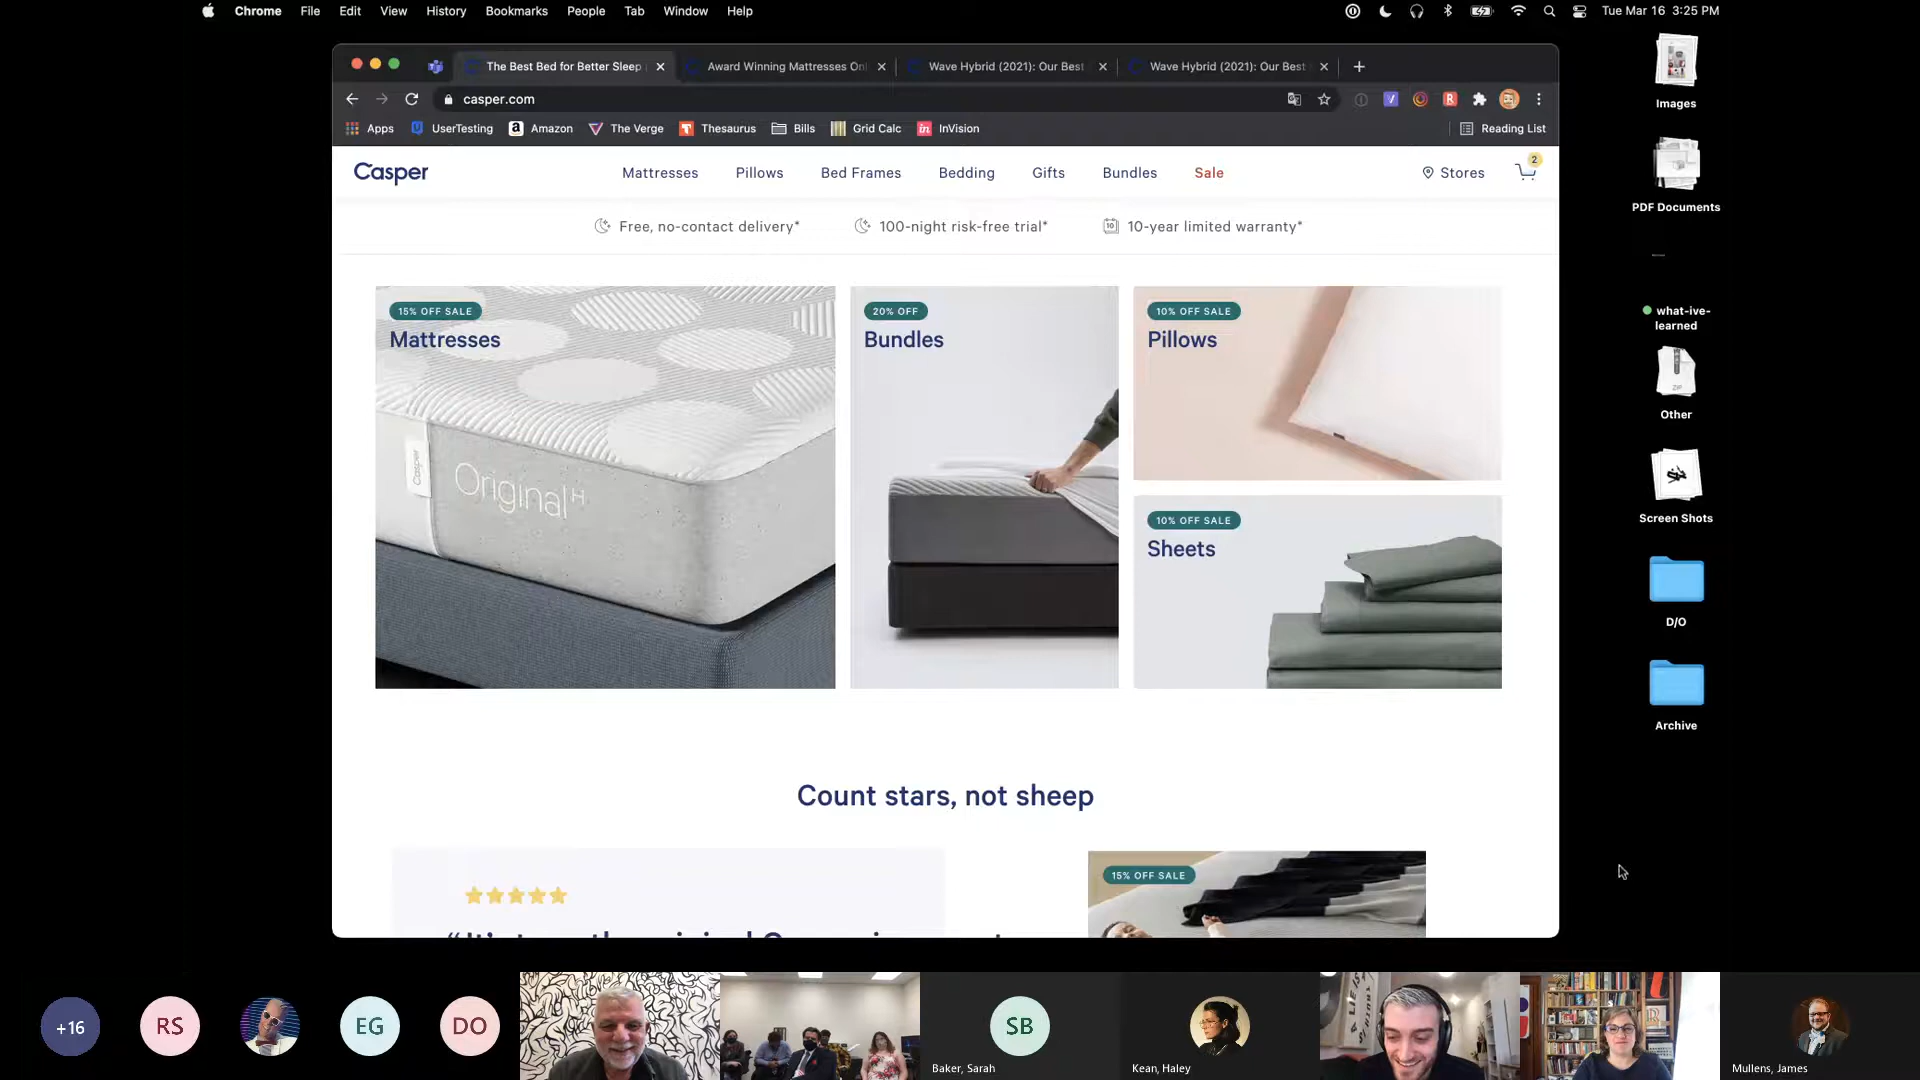 Chrome File Edit View History Bookmarks People Tab Window Help
Tue Mar 16 3:25 PM
The Best Bed for Better Sleep
Award Winning Mattresses On
Wave Hybrid (2021): Our Best
Wave Hybrid (2021): Our Best
casper.com
Apps UserTesting Amazon The Verge Thesaurus Bills Grid Calc InVision Reading List
Casper
Mattresses Pillows Bed Frames Bedding Gifts Bundles Sale
Stores
2
Free, no-contact delivery*
100-night risk-free trial*
10-year limited warranty*
15% OFF SALE
Mattresses
Casper
Original H
20% OFF
Bundles
10% OFF SALE
Pillows
10% OFF SALE
Sheets
Count stars, not sheep
15% OFF SALE
Images
PDF Documents
what-ive-
learned
ZIP
Other
Screen Shots
D/O
Archive
+16
RS
EG
DO
SB
Baker, Sarah
Kean, Haley
Mullens, James